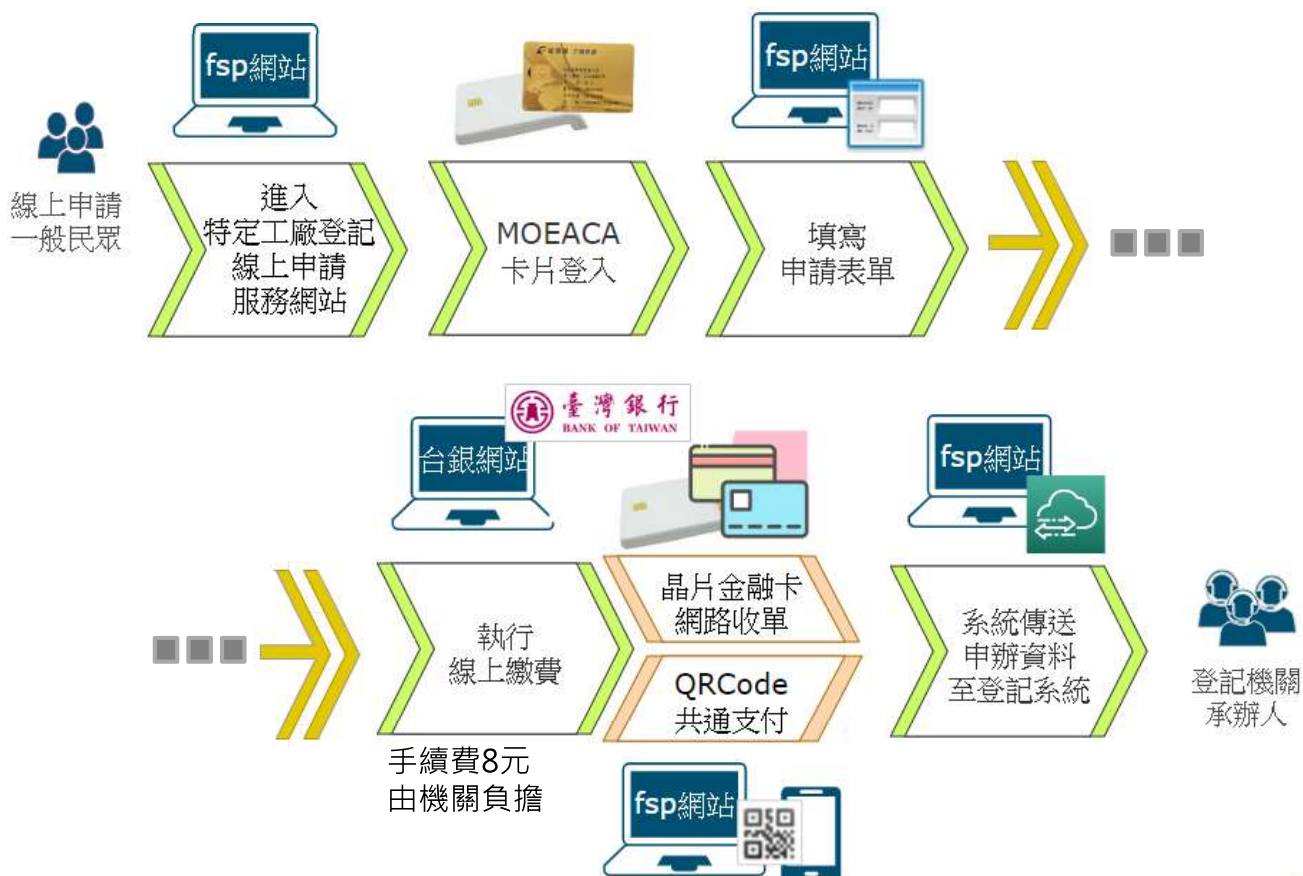 fsp網站
fsp網站
線上申請
一般民眾
進入
特定工廠登記
線上申請
服務網站
MOEACA
卡片登入
填寫
申請表單
臺灣銀行
BANK OF TAIWAN
台銀網站
fsp網站
執行
線上繳費
晶片金融卡
網路收單
QRCode
共通支付
系統傳送
申辦資料
至登記系統
登記機關
承辦人
手續費8元
由機關負擔
fsp網站